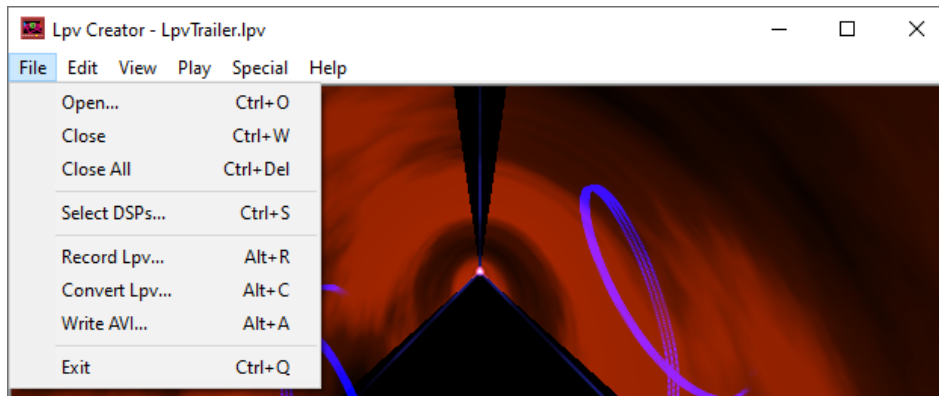 Lpv Creator - LpvTrailer.lpv
File Edit View Play Special Help
Open... Ctrl+O
Close Ctrl+W
Close All Ctrl+Del
Select DSPs... Ctrl+S
Record Lpv... Alt+R
Convert Lpv... Alt+C
Write AVI... Alt+A
Exit Ctrl+Q